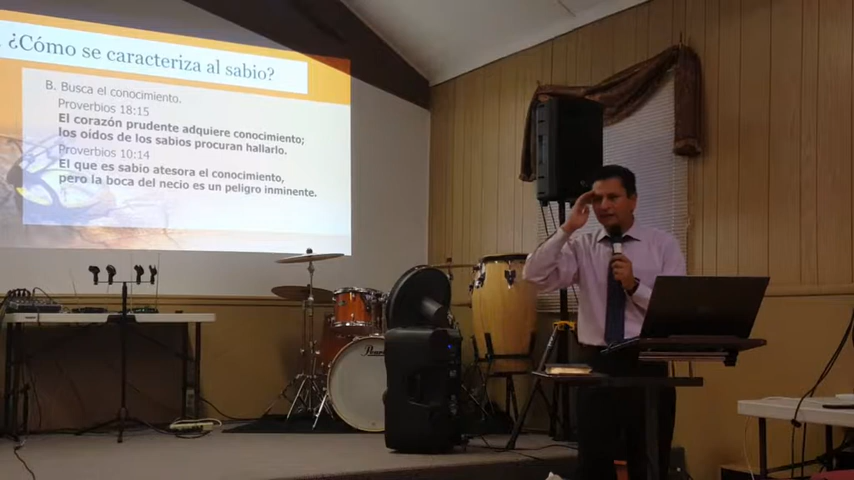 . ¿Cómo se caracteriza al sabio?
B. Busca el conocimiento.
Proverbios 18:15
El corazón prudente adquiere conocimiento;
los oídos de los sabios procuran hallarlo.
Proverbios 10:14
El que es sabio atesora el conocimiento,
pero la boca del necio es un peligro inminente.
Pearl